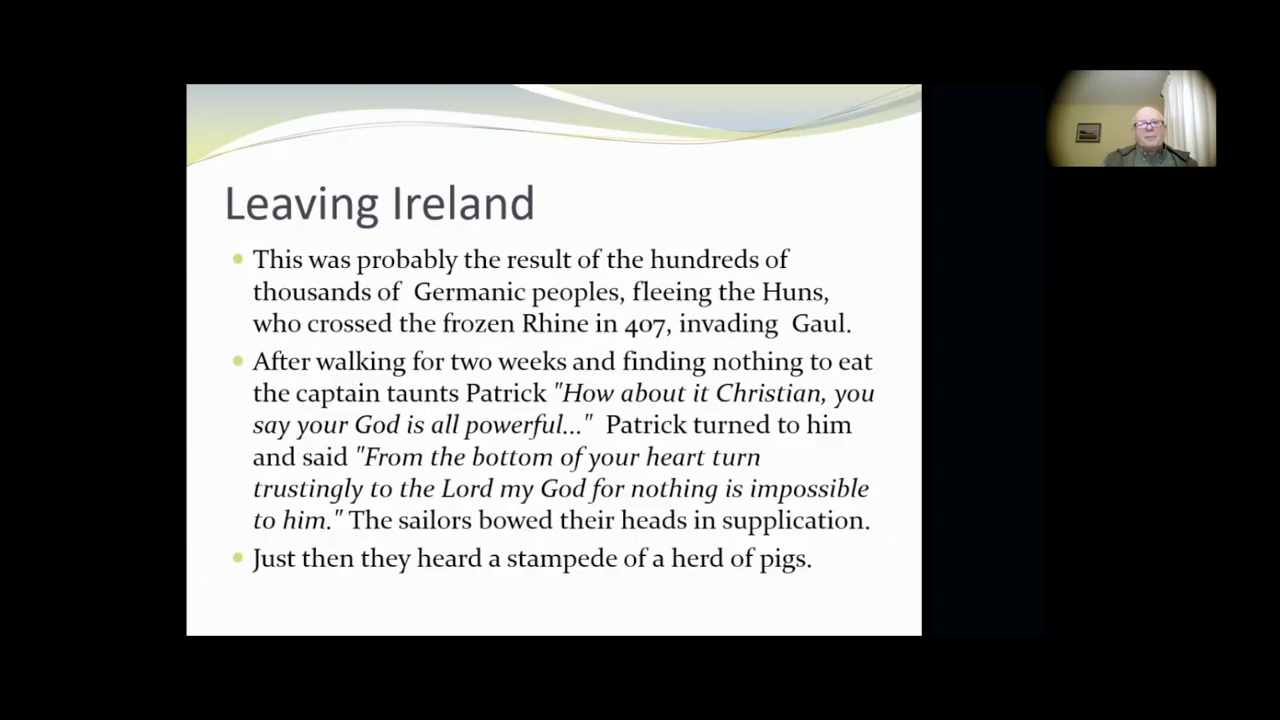 Leaving Ireland
This was probably the result of the hundreds of
thousands of Germanic peoples, fleeing the Huns,
who crossed the frozen Rhine in 407, invading Gaul.
After walking for two weeks and finding nothing to eat
the captain taunts Patrick "How about it Christian, you
say your God is all powerful..." Patrick turned to him
and said "From the bottom of your heart turn
trustingly to the Lord my God for nothing is impossible
to him." The sailors bowed their heads in supplication.
Just then they heard a stampede of a herd of pigs.